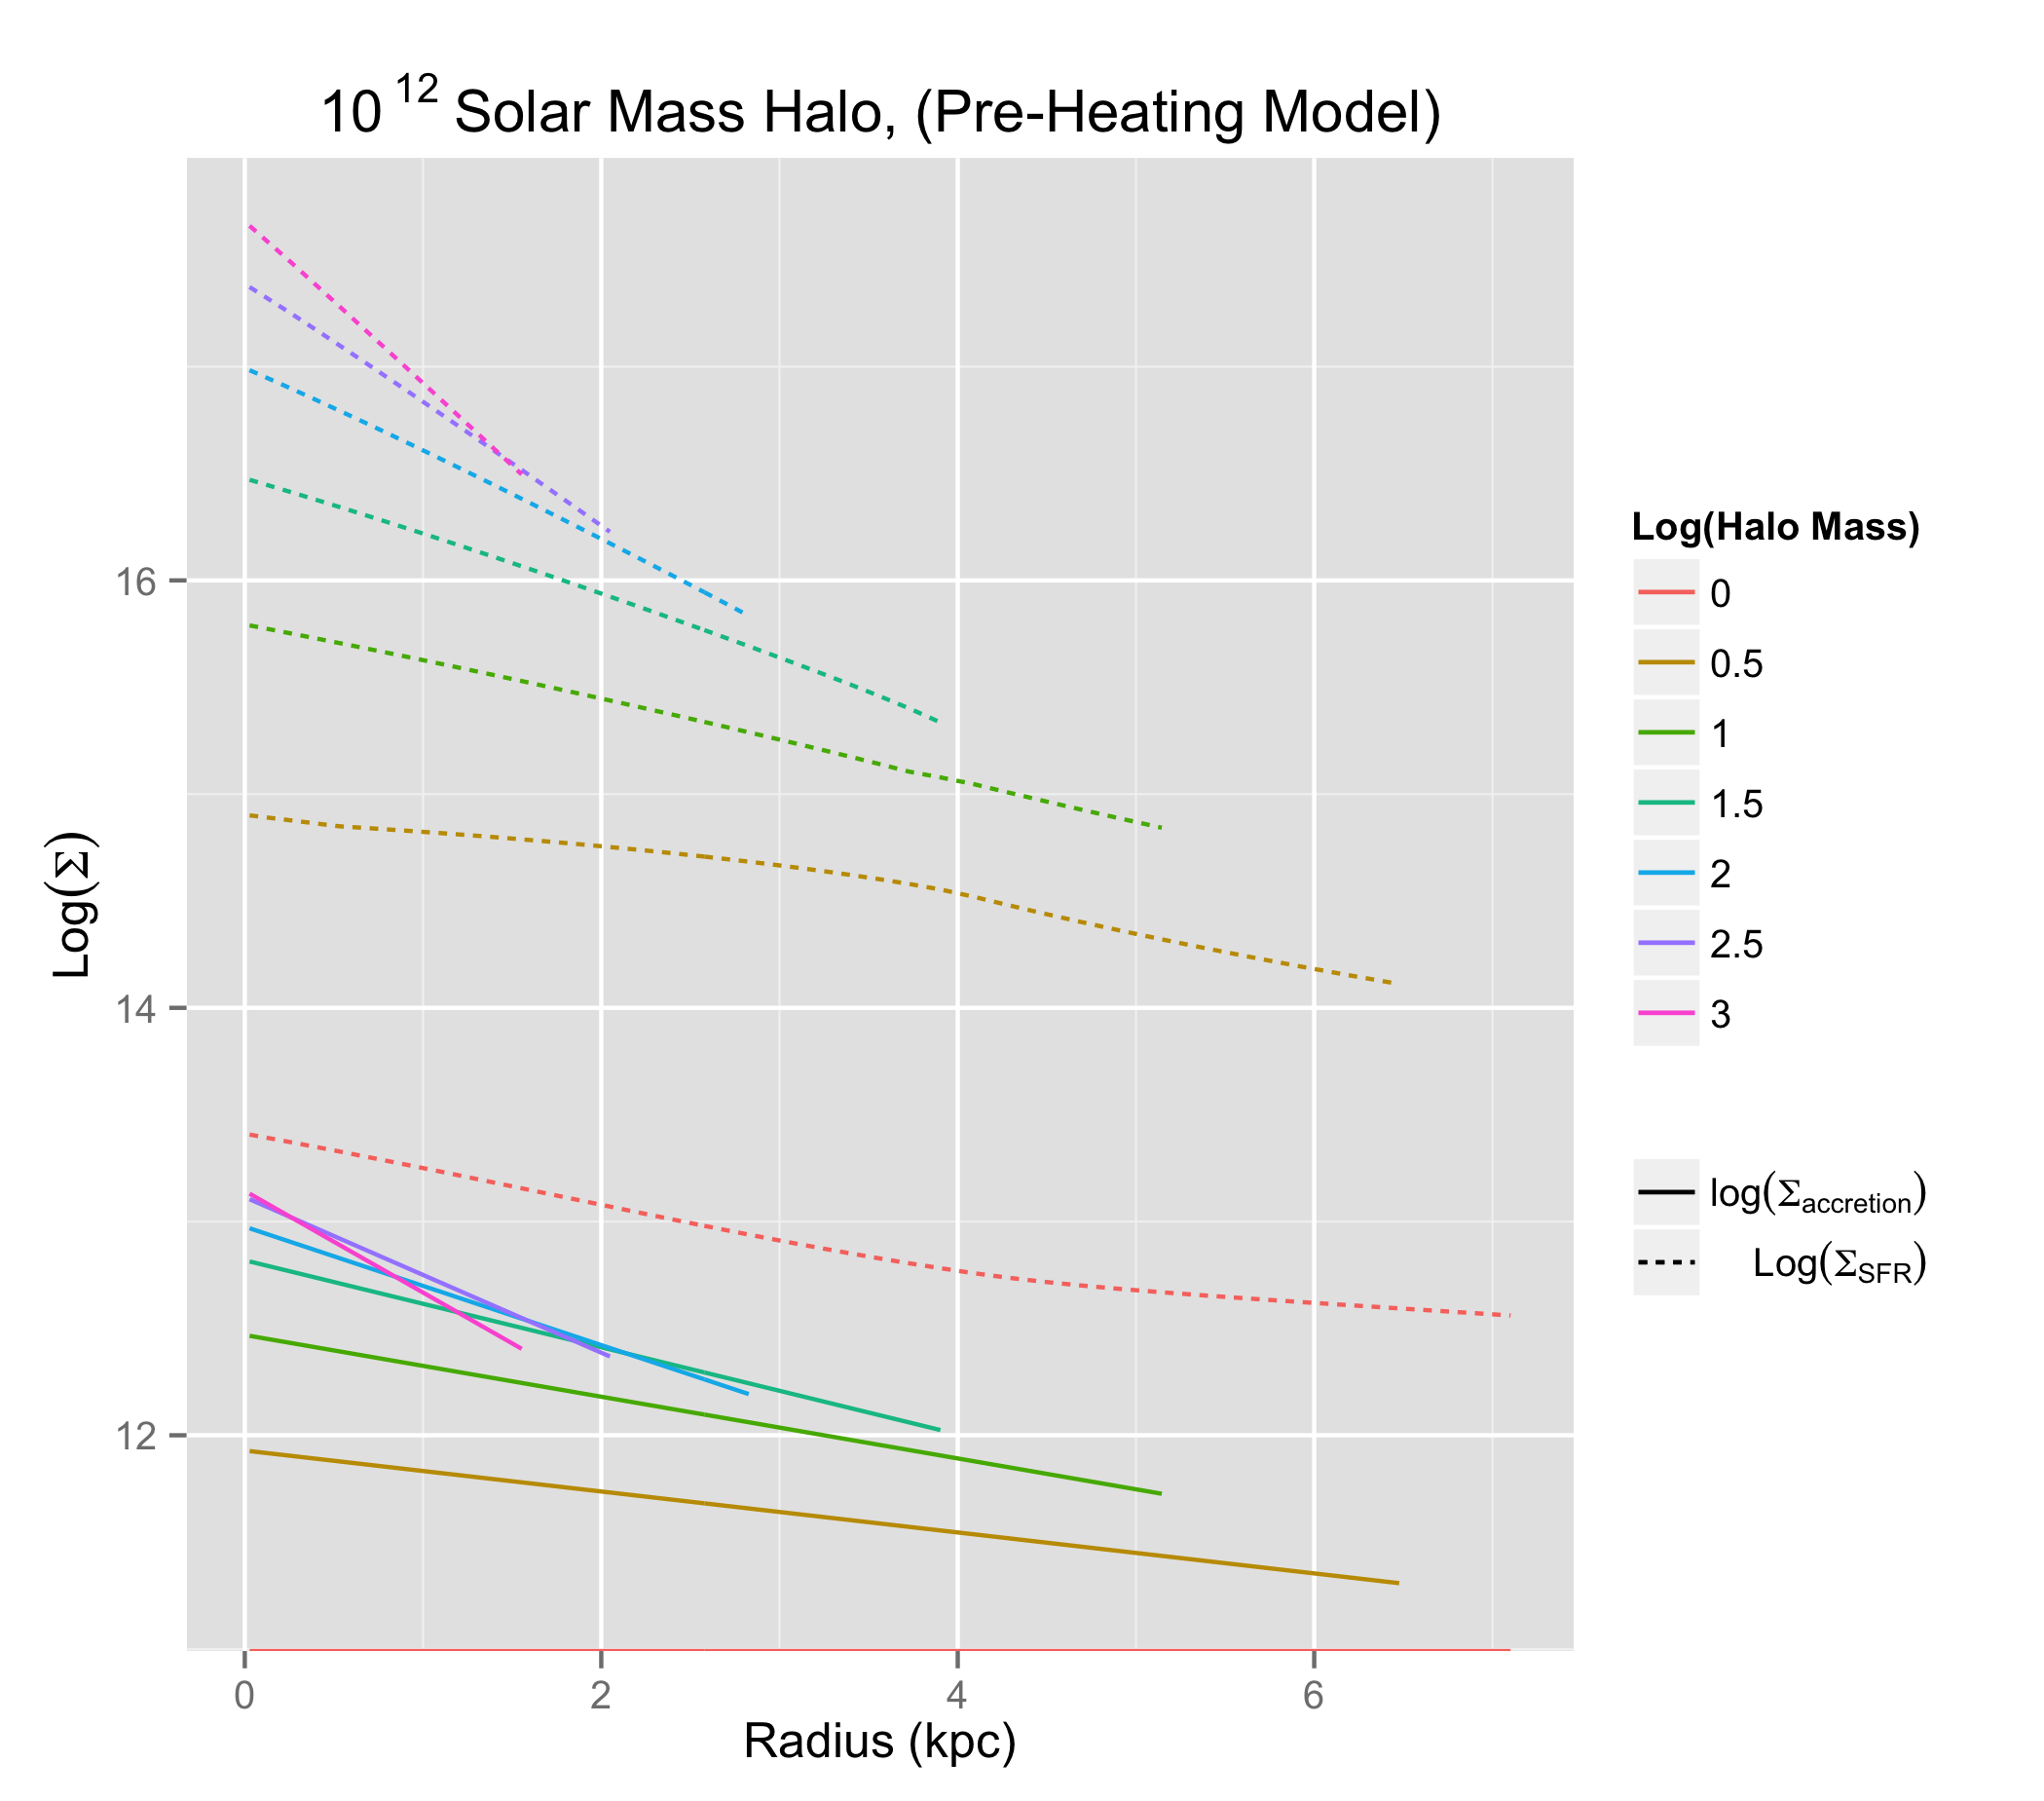 10 12 Solar Mass Halo, (Pre-Heating Model)
Log(Σ)
16
14
12
0 2 4 6
Radius (kpc)
Log(Halo Mass)
0
0.5
1
1.5
2
2.5
3
log(Σaccretion)
Log(ΣSFR)